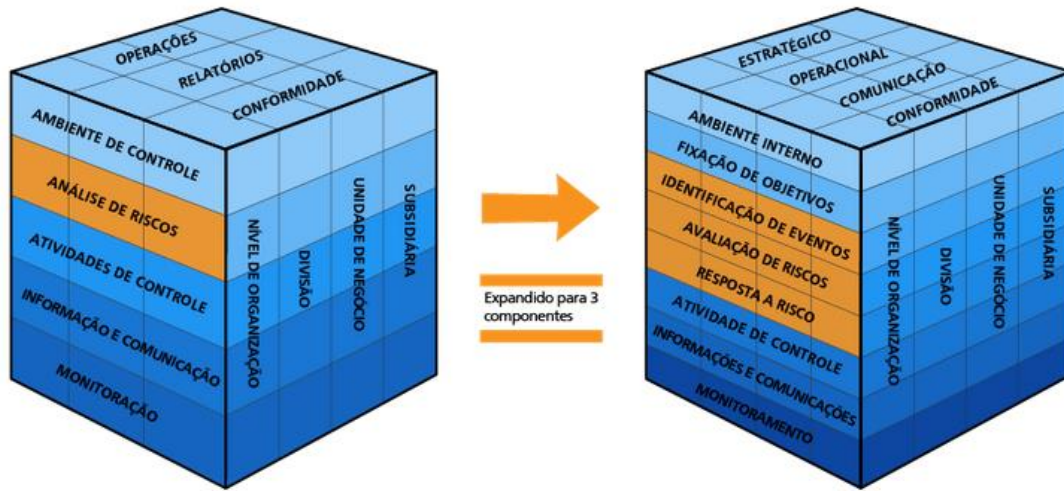 OPERAÇÕES
RELATÓRIOS
CONFORMIDADE
AMBIENTE DE CONTROLE
ANÁLISE DE RISCOS
ATIVIDADES DE CONTROLE
INFORMAÇÃO E COMUNICAÇÃO
MONITORAÇÃO
NÍVEL DE ORGANIZAÇÃO
DIVISÃO
UNIDADE DE NEGÓCIO
SUBSIDIÁRIA
Expandido para 3
componentes
ESTRATÉGICO
OPERACIONAL
COMUNICAÇÃO
CONFORMIDADE
AMBIENTE INTERNO
FIXAÇÃO DE OBJETIVOS
IDENTIFICAÇÃO DE EVENTOS
AVALIAÇÃO DE RISCOS
RESPOSTA A RISCO
ATIVIDADE DE CONTROLE
INFORMAÇÕES E COMUNICAÇÕES
MONITORAMENTO
NÍVEL DE ORGANIZAÇÃO
DIVISÃO
UNIDADE DE NEGÓCIO
SUBSIDIÁRIA